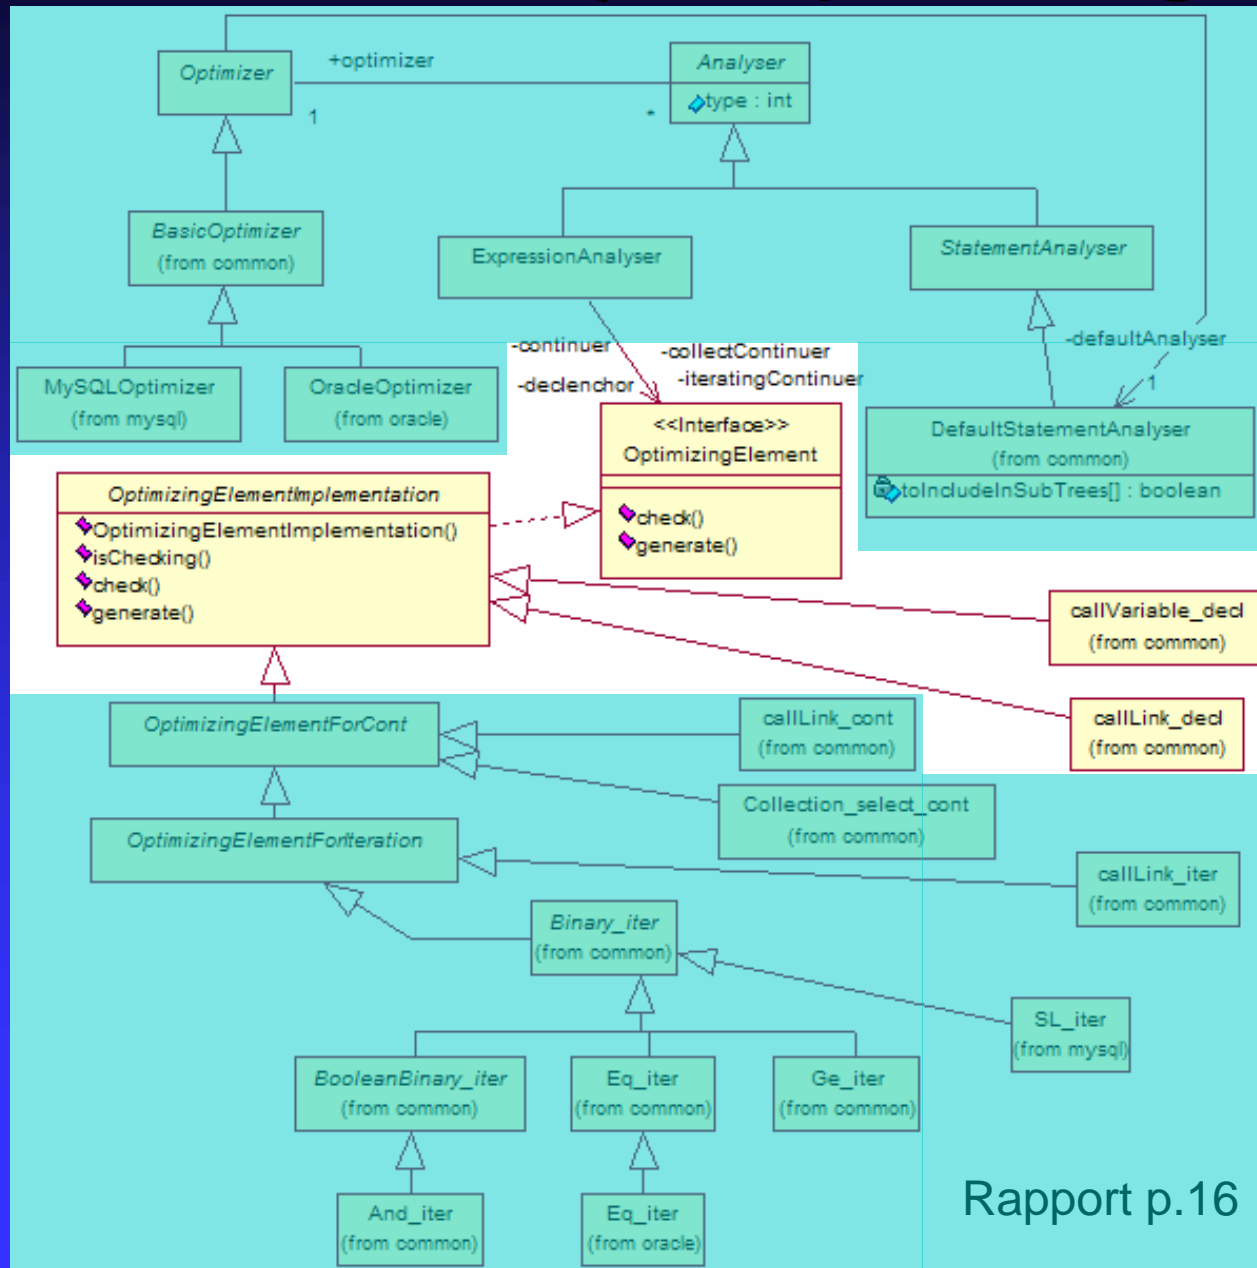 Optimizer
+optimizer
1
*
Analyser
type : int
BasicOptimizer
(from common)
ExpressionAnalyser
StatementAnalyser
-continuer
-collectContinuer
-defaultAnalyser
-declenchor
-iteratingContinuer
1
MySQLOptimizer
(from mysql)
OracleOptimizer
(from oracle)
<<Interface>>
OptimizingElement
check()
generate()
DefaultStatementAnalyser
(from common)
toIncludeInSubTrees[] : boolean
OptimizingElementImplementation
OptimizingElementImplementation()
isChecking()
check()
generate()
callVariable_decl
(from common)
OptimizingElementForCont
callLink_cont
(from common)
callLink_decl
(from common)
Collection_select_cont
(from common)
OptimizingElementForIteration
callLink_iter
(from common)
Binary_iter
(from common)
SL_iter
(from mysql)
BooleanBinary_iter
(from common)
Eq_iter
(from common)
Ge_iter
(from common)
And_iter
(from common)
Eq_iter
(from oracle)
Rapport p.16